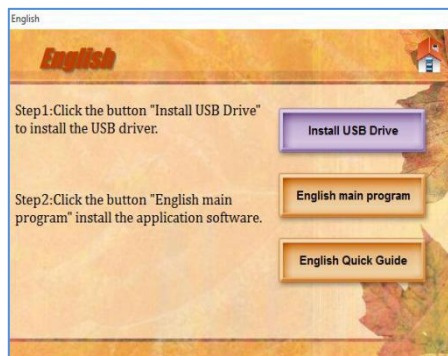 English
English
Step1:Click the button "Install USB Drive"
to install the USB driver.
Install USB Drive
Step2:Click the button "English main
program" install the application software.
English main program
English Quick Guide